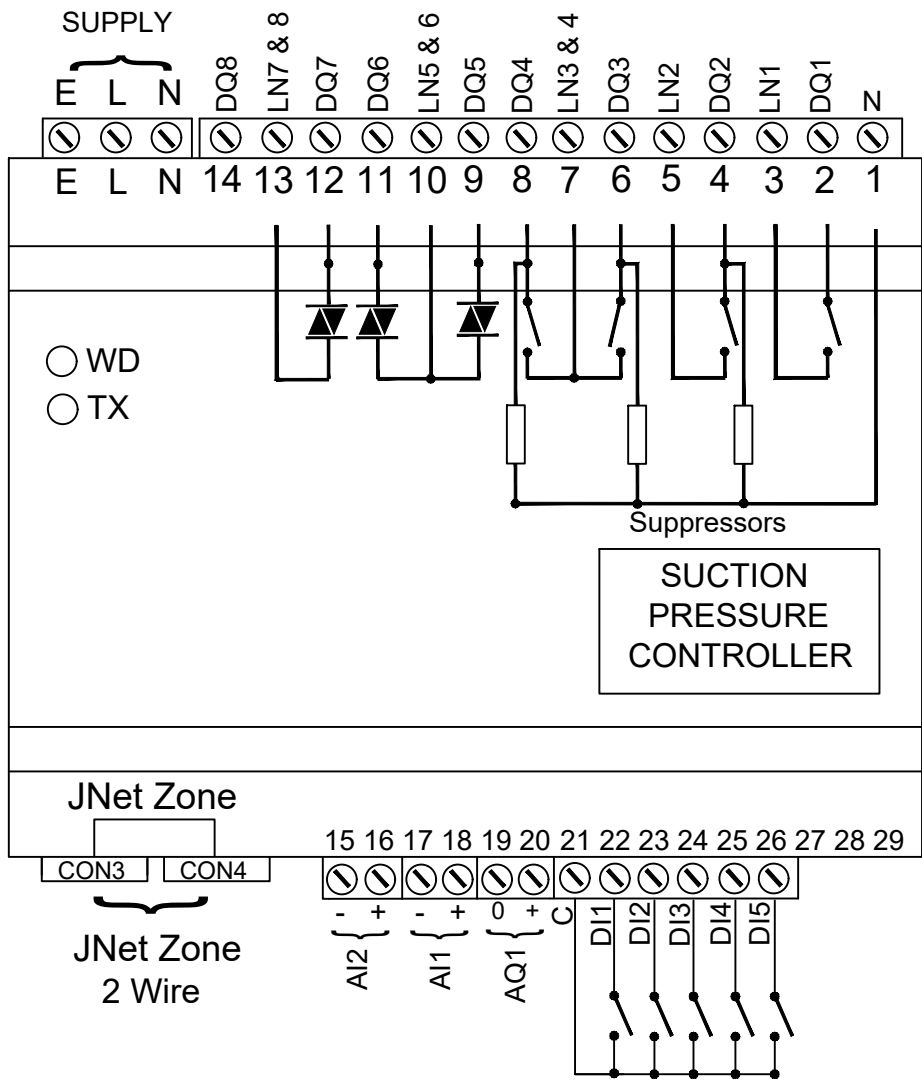 SUPPLY
E L N DQ8 LN7 & 8 DQ7 DQ6 LN5 & 6 DQ5 DQ4 LN3 & 4 DQ3 LN2 DQ2 LN1 DQ1 N
E L N 14 13 12 11 10 9 8 7 6 5 4 3 2 1
WD
TX
Suppressors
SUCTION
PRESSURE
CONTROLLER
JNet Zone
15 16 17 18 19 20 21 22 23 24 25 26 27 28 29
CON3 CON4
- + - + 0 + C DI1 DI2 DI3 DI4 DI5
AI2 AI1 AQ1
JNet Zone
2 Wire